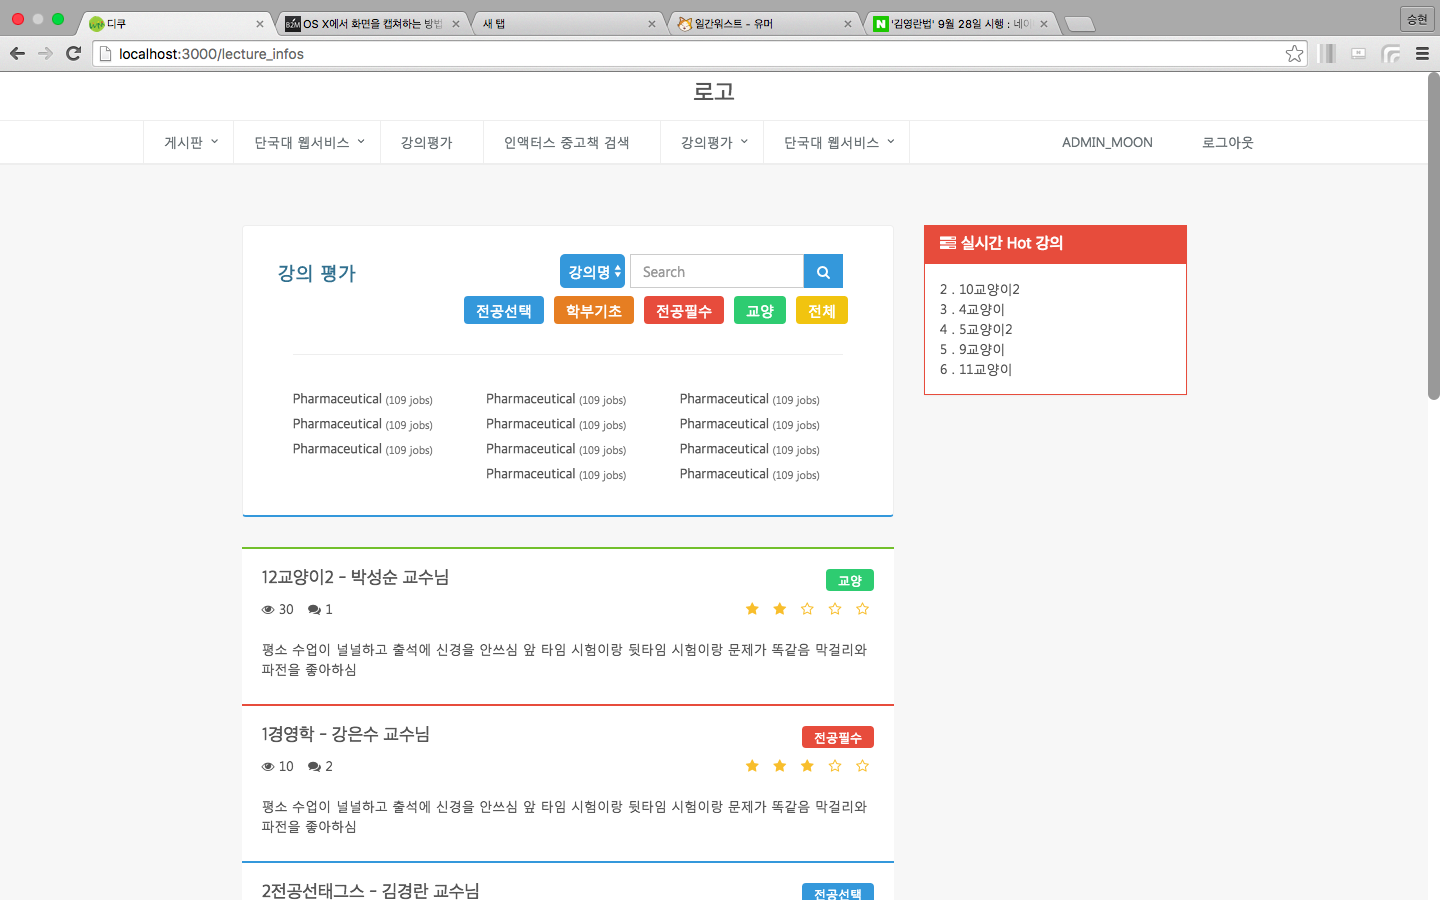 디쿠
B2M OS X에서 화면을 캡쳐하는 방법
새 탭
일간워스트 - 유머
N '김영란법' 9월 28일 시행 : 네이
승현
localhost:3000/lecture_infos
로고
게시판
단국대 웹서비스
강의평가
인액터스 중고책 검색
강의평가
단국대 웹서비스
ADMIN_MOON
로그아웃
강의 평가
강의명
Search
전공선택 학부기초 전공필수 교양 전체
Pharmaceutical (109 jobs) Pharmaceutical (109 jobs) Pharmaceutical (109 jobs)
Pharmaceutical (109 jobs) Pharmaceutical (109 jobs) Pharmaceutical (109 jobs)
Pharmaceutical (109 jobs) Pharmaceutical (109 jobs) Pharmaceutical (109 jobs)
Pharmaceutical (109 jobs) Pharmaceutical (109 jobs)
실시간 Hot 강의
2 . 10교양이2
3 . 4교양이
4 . 5교양이2
5 . 9교양이
6 . 11교양이
12교양이2 - 박성순 교수님
교양
30 1
평소 수업이 널널하고 출석에 신경을 안쓰심 앞 타임 시험이랑 뒷타임 시험이랑 문제가 똑같음 막걸리와
파전을 좋아하심
1경영학 - 강은수 교수님
전공필수
10 2
평소 수업이 널널하고 출석에 신경을 안쓰심 앞 타임 시험이랑 뒷타임 시험이랑 문제가 똑같음 막걸리와
파전을 좋아하심
2전공선태그스 - 김경란 교수님
전공선택